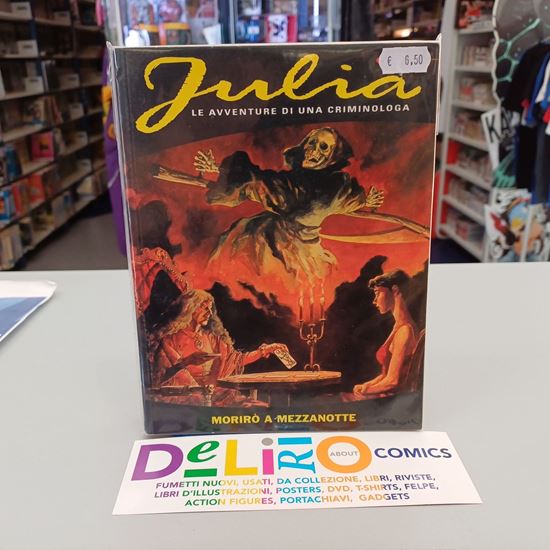 Julia
€ 6,50
LE AVVENTURE DI UNA CRIMINOLOGA
MORIRÒ A MEZZANOTTE
DeLiRiO ABOUT COMICS
FUMETTI NUOVI, USATI, DA COLLEZIONE, LIBRI, RIVISTE,
LIBRI D'ILLUSTRAZIONI, POSTERS, DVD, T-SHIRTS, FELPE,
ACTION FIGURES, PORTACHIAVI, GADGETS